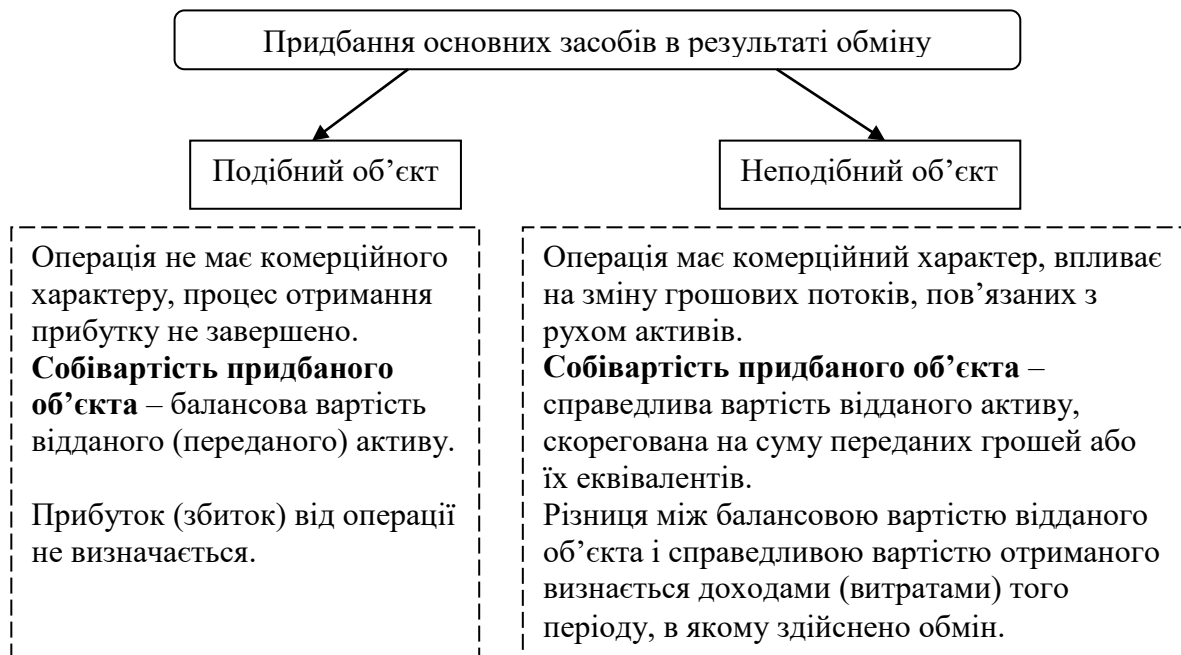 Придбання основних засобів в результаті обміну
Подібний об’єкт
Неподібний об’єкт
Операція не має комерційного
характеру, процес отримання
прибутку не завершено.
Собівартість придбаного
об’єкта – балансова вартість
відданого (переданого) активу.
Прибуток (збиток) від операції
не визначається.
Операція має комерційний характер, впливає
на зміну грошових потоків, пов’язаних з
рухом активів.
Собівартість придбаного об’єкта –
справедлива вартість відданого активу,
скорегована на суму переданих грошей або
їх еквівалентів.
Різниця між балансовою вартістю відданого
об’єкта і справедливою вартістю отриманого
визнається доходами (витратами) того
періоду, в якому здійснено обмін.